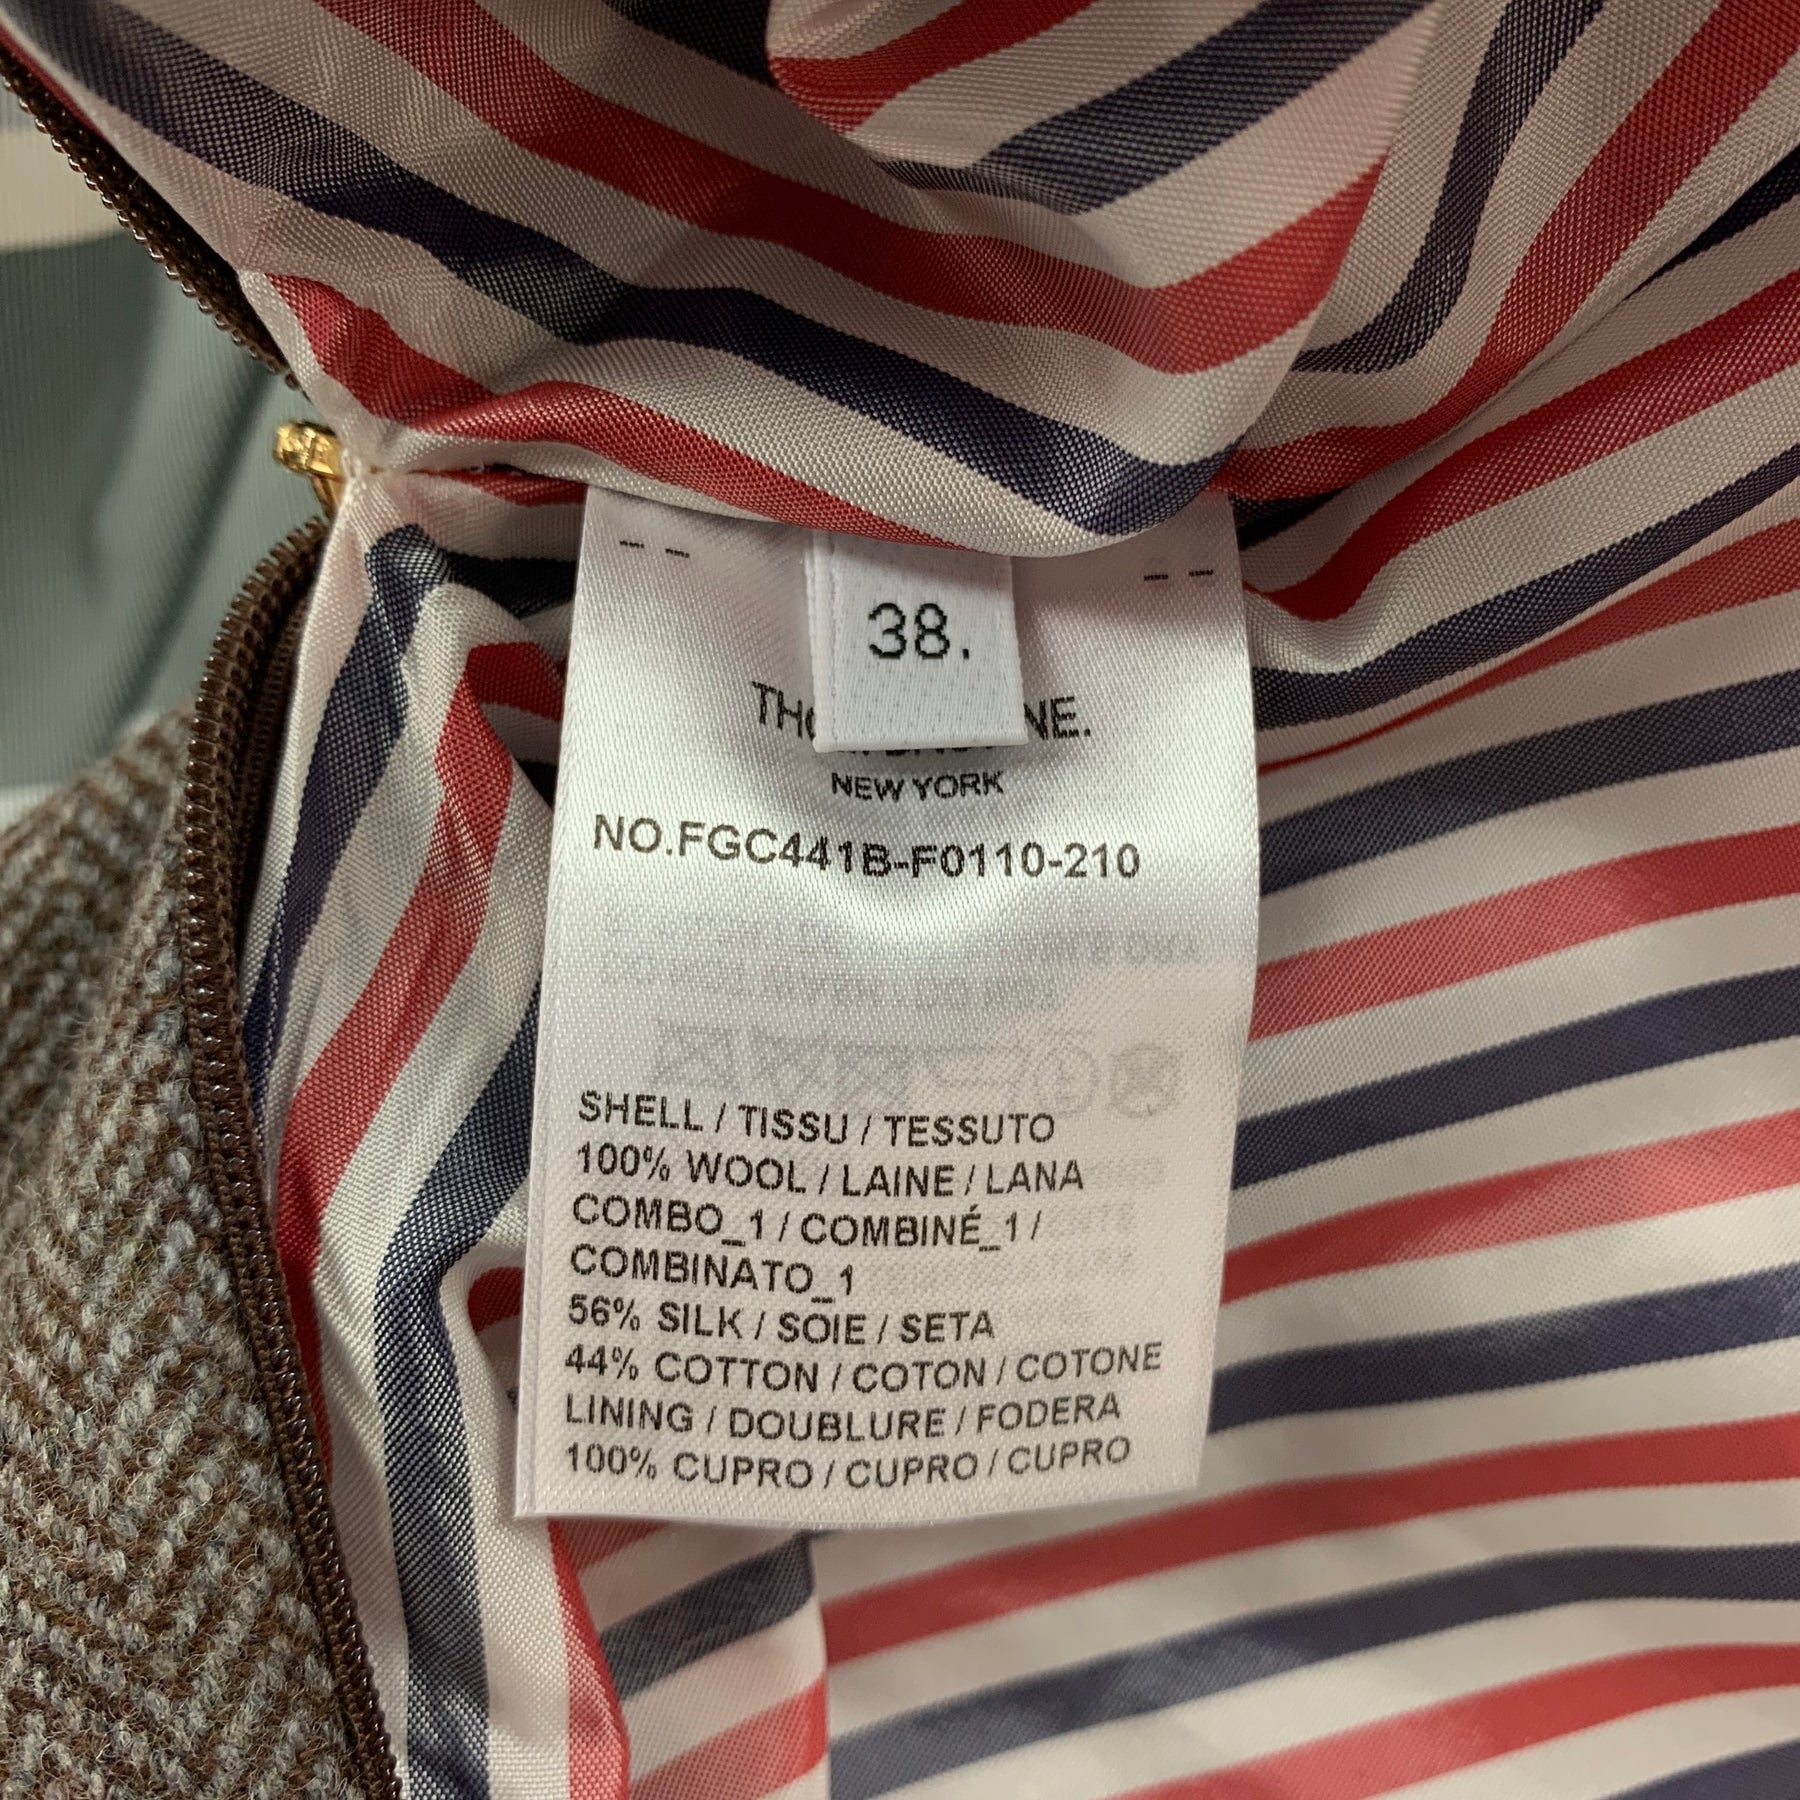 38.
NEW YORK
NO.FGC441B-F0110-210
SHELL / TISSU / TESSUTO
100% WOOL / LAINE / LANA
COMBO_1 / COMBINÉ_1 /
COMBINATO_1
56% SILK / SOIE / SETA
44% COTTON / COTON / COTONE
LINING / DOUBLURE / FODERA
100% CUPRO / CUPRO / CUPRO